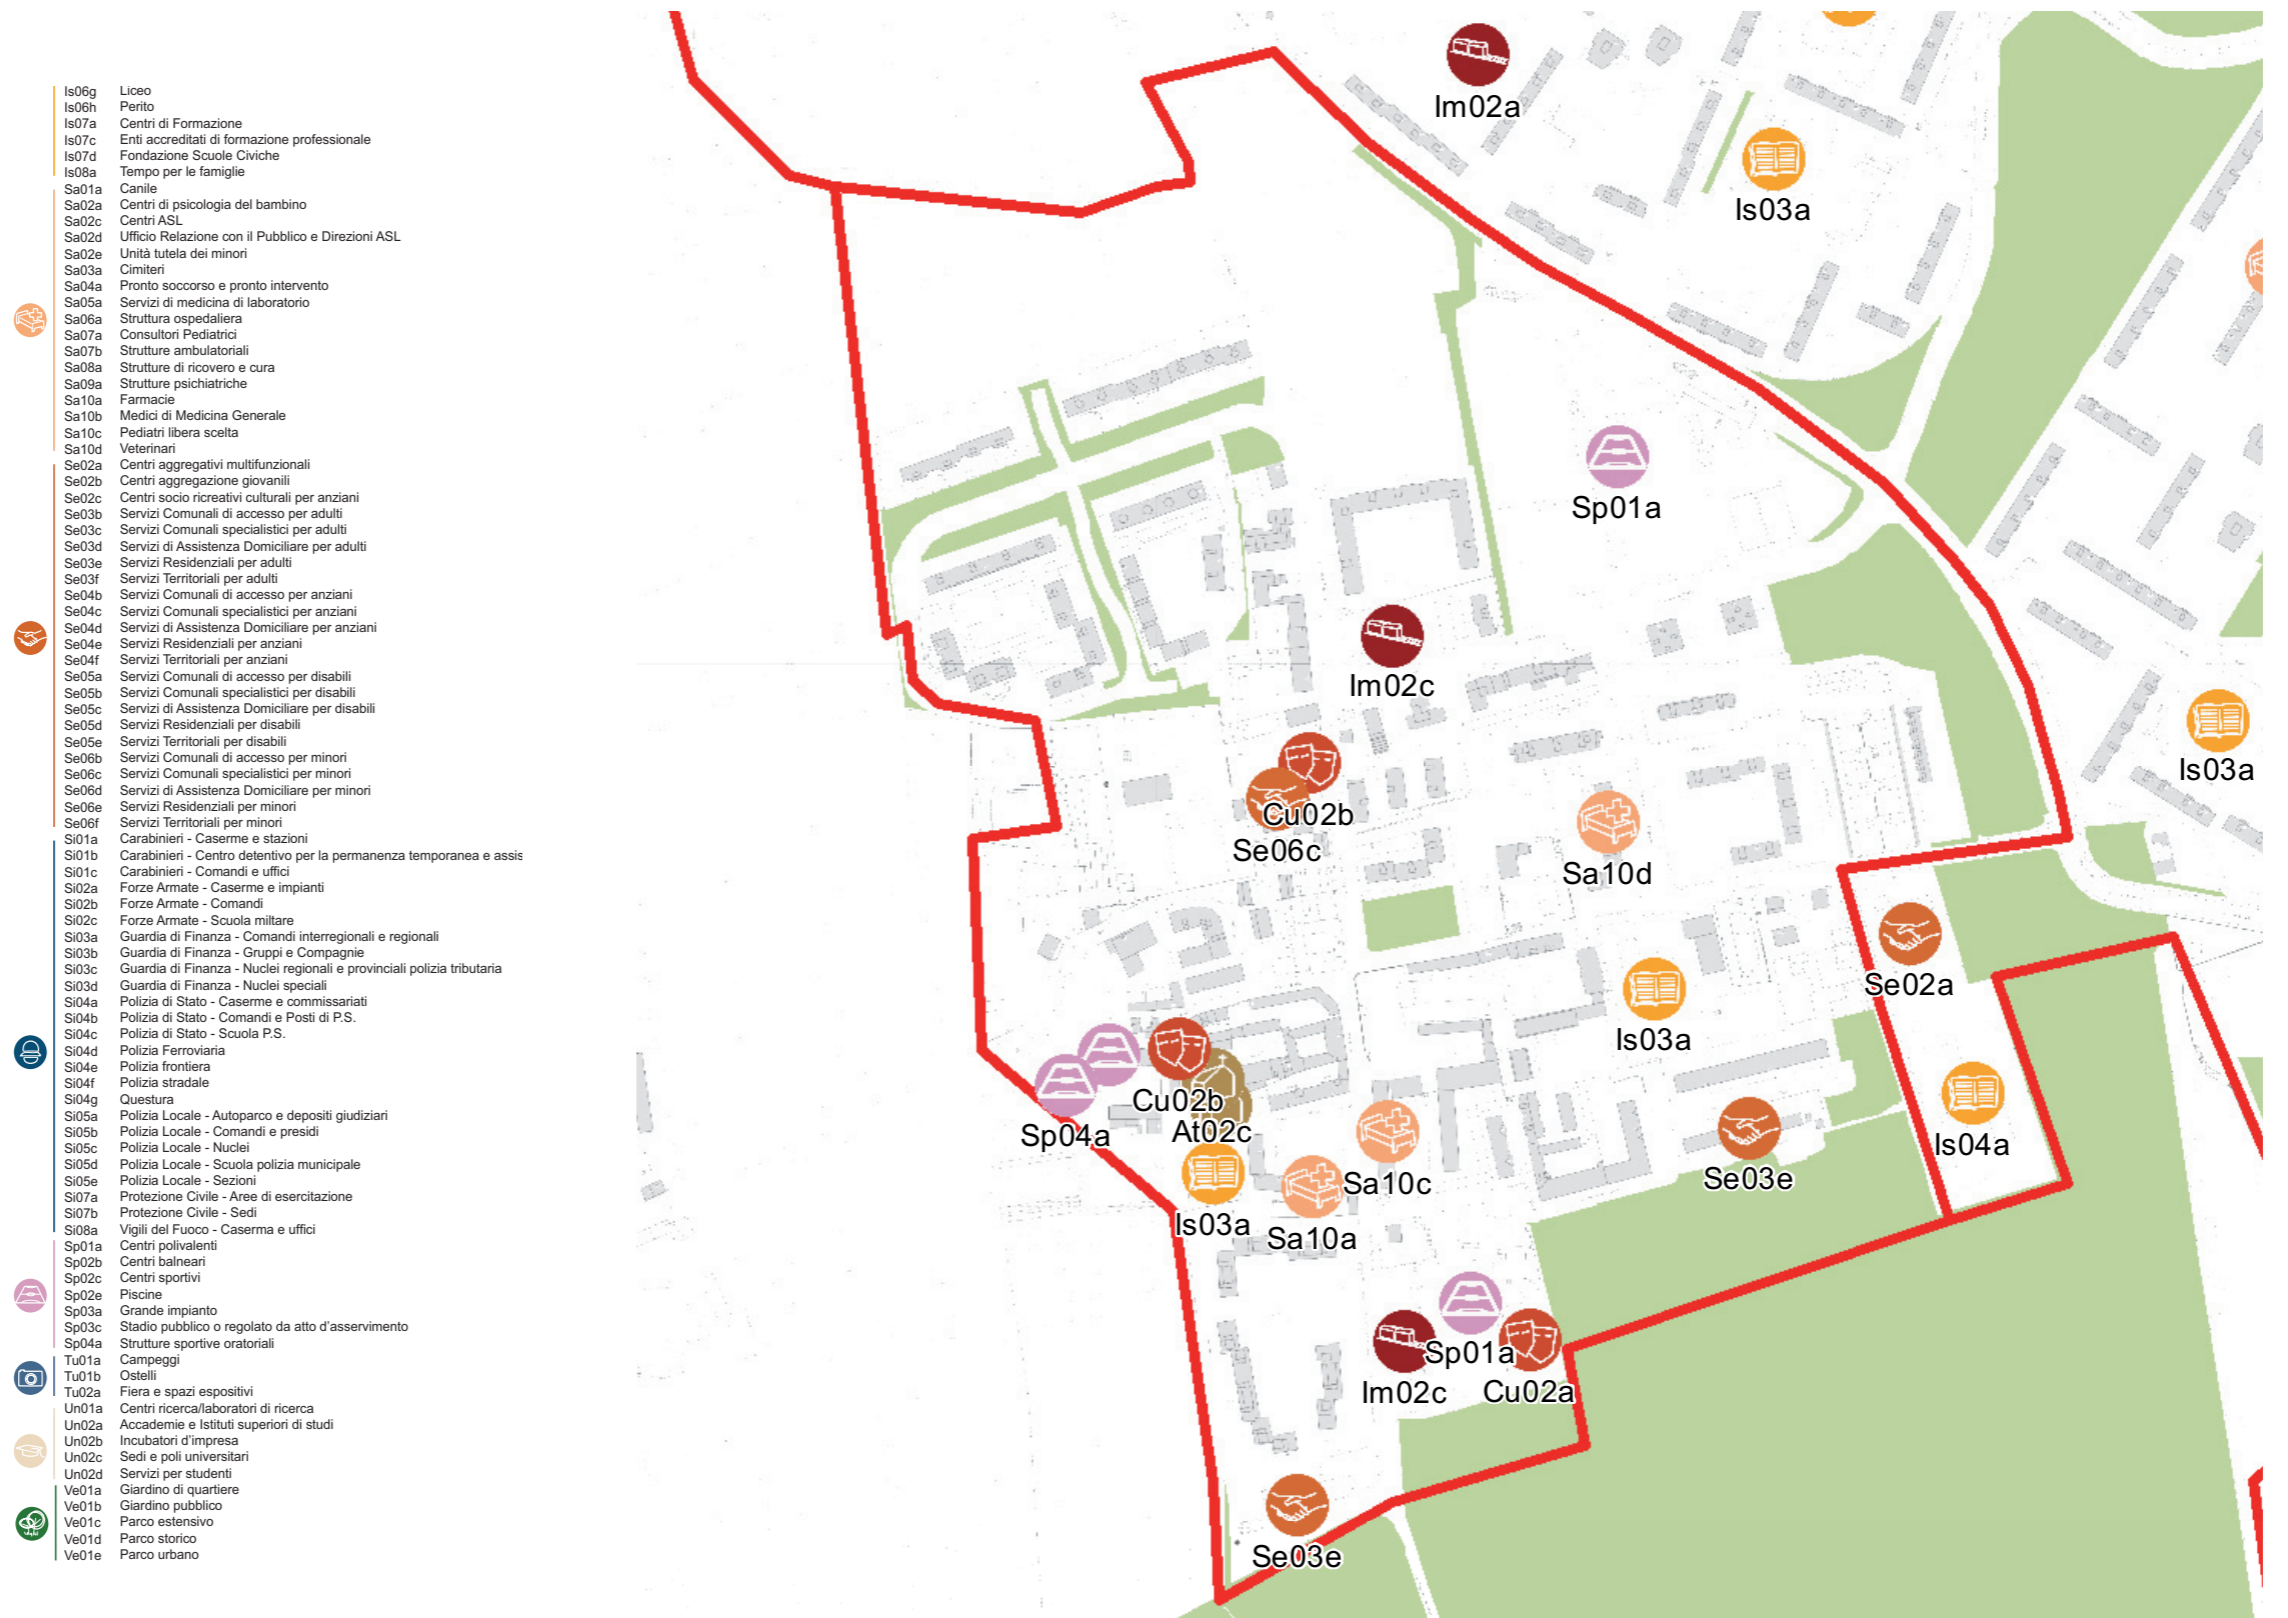 Is06g Liceo
Is06h Perito
Is07a Centri di Formazione
Is07c Enti accreditati di formazione professionale
Is07d Fondazione Scuole Civiche
Is08a Tempo per le famiglie
Sa01a Canile
Sa02a Centri di psicologia del bambino
Sa02c Centri ASL
Sa02d Ufficio Relazione con il Pubblico e Direzioni ASL
Sa02e Unità tutela dei minori
Sa03a Cimiteri
Sa04a Pronto soccorso e pronto intervento
Sa05a Servizi di medicina di laboratorio
Sa06a Struttura ospedaliera
Sa07a Consultori Pediatrici
Sa07b Strutture ambulatoriali
Sa08a Strutture di ricovero e cura
Sa09a Strutture psichiatriche
Sa10a Farmacie
Sa10b Medici di Medicina Generale
Sa10c Pediatri libera scelta
Sa10d Veterinari
Se02a Centri aggregativi multifunzionali
Se02b Centri aggregazione giovanili
Se02c Centri socio ricreativi culturali per anziani
Se03b Servizi Comunali di accesso per adulti
Se03c Servizi Comunali specialistici per adulti
Se03d Servizi di Assistenza Domiciliare per adulti
Se03e Servizi Residenziali per adulti
Se03f Servizi Territoriali per adulti
Se04b Servizi Comunali di accesso per anziani
Se04c Servizi Comunali specialistici per anziani
Se04d Servizi di Assistenza Domiciliare per anziani
Se04e Servizi Residenziali per anziani
Se04f Servizi Territoriali per anziani
Se05a Servizi Comunali di accesso per disabili
Se05b Servizi Comunali specialistici per disabili
Se05c Servizi di Assistenza Domiciliare per disabili
Se05d Servizi Residenziali per disabili
Se05e Servizi Territoriali per disabili
Se06b Servizi Comunali di accesso per minori
Se06c Servizi Comunali specialistici per minori
Se06d Servizi di Assistenza Domiciliare per minori
Se06e Servizi Residenziali per minori
Se06f Servizi Territoriali per minori
Si01a Carabinieri - Caserme e stazioni
Si01b Carabinieri - Centro detentivo per la permanenza temporanea e assis
Si01c Carabinieri - Comandi e uffici
Si02a Forze Armate - Caserme e impianti
Si02b Forze Armate - Comandi
Si02c Forze Armate - Scuola miltare
Si03a Guardia di Finanza - Comandi interregionali e regionali
Si03b Guardia di Finanza - Gruppi e Compagnie
Si03c Guardia di Finanza - Nuclei regionali e provinciali polizia tributaria
Si03d Guardia di Finanza - Nuclei speciali
Si04a Polizia di Stato - Caserme e commissariati
Si04b Polizia di Stato - Comandi e Posti di P.S.
Si04c Polizia di Stato - Scuola P.S.
Si04d Polizia Ferroviaria
Si04e Polizia frontiera
Si04f Polizia stradale
Si04g Questura
Si05a Polizia Locale - Autoparco e depositi giudiziari
Si05b Polizia Locale - Comandi e presidi
Si05c Polizia Locale - Nuclei
Si05d Polizia Locale - Scuola polizia municipale
Si05e Polizia Locale - Sezioni
Si07a Protezione Civile - Aree di esercitazione
Si07b Protezione Civile - Sedi
Si08a Vigili del Fuoco - Caserma e uffici
Sp01a Centri polivalenti
Sp02b Centri balneari
Sp02c Centri sportivi
Sp02e Piscine
Sp03a Grande impianto
Sp03c Stadio pubblico o regolato da atto d'asservimento
Sp04a Strutture sportive oratoriali
Tu01a Campeggi
Tu01b Ostelli
Tu02a Fiera e spazi espositivi
Un01a Centri ricerca/laboratori di ricerca
Un02a Accademie e Istituti superiori di studi
Un02b Incubatori d'impresa
Un02c Sedi e poli universitari
Un02d Servizi per studenti
Ve01a Giardino di quartiere
Ve01b Giardino pubblico
Ve01c Parco estensivo
Ve01d Parco storico
Ve01e Parco urbano
Im02a
Is03a
Sp01a
Im02c
Is03a
Cu02b
Se06c
Sa10d
Se02a
Is03a
Cu02b
Sp04a
At02c
Is04a
Sa10c
Se03e
Is03a
Sa10a
Sp01a
Im02c
Cu02a
Se03e